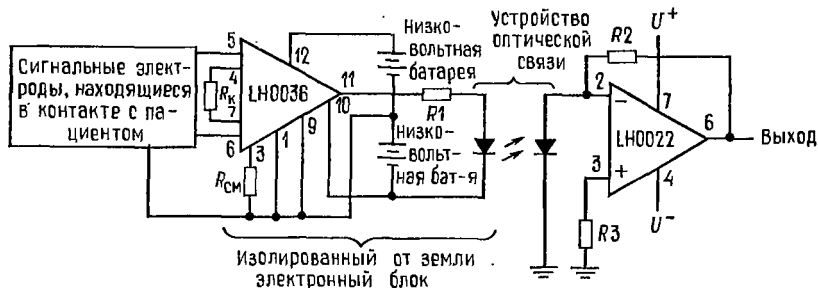 Сигнальные элект-
роды, находящиеся
в контакте с па-
циентом
5
4
Rк
7
6
3
Rсм
LH0036
12
1
9
11
10
Низко-
вольтная
батарея
R1
Низко-
вольт-
ная бат-я
Устройство
оптической
связи
R2
U+
2
7
LH0022
6
Выход
3
4
U-
R3
Изолированный от земли
электронный блок